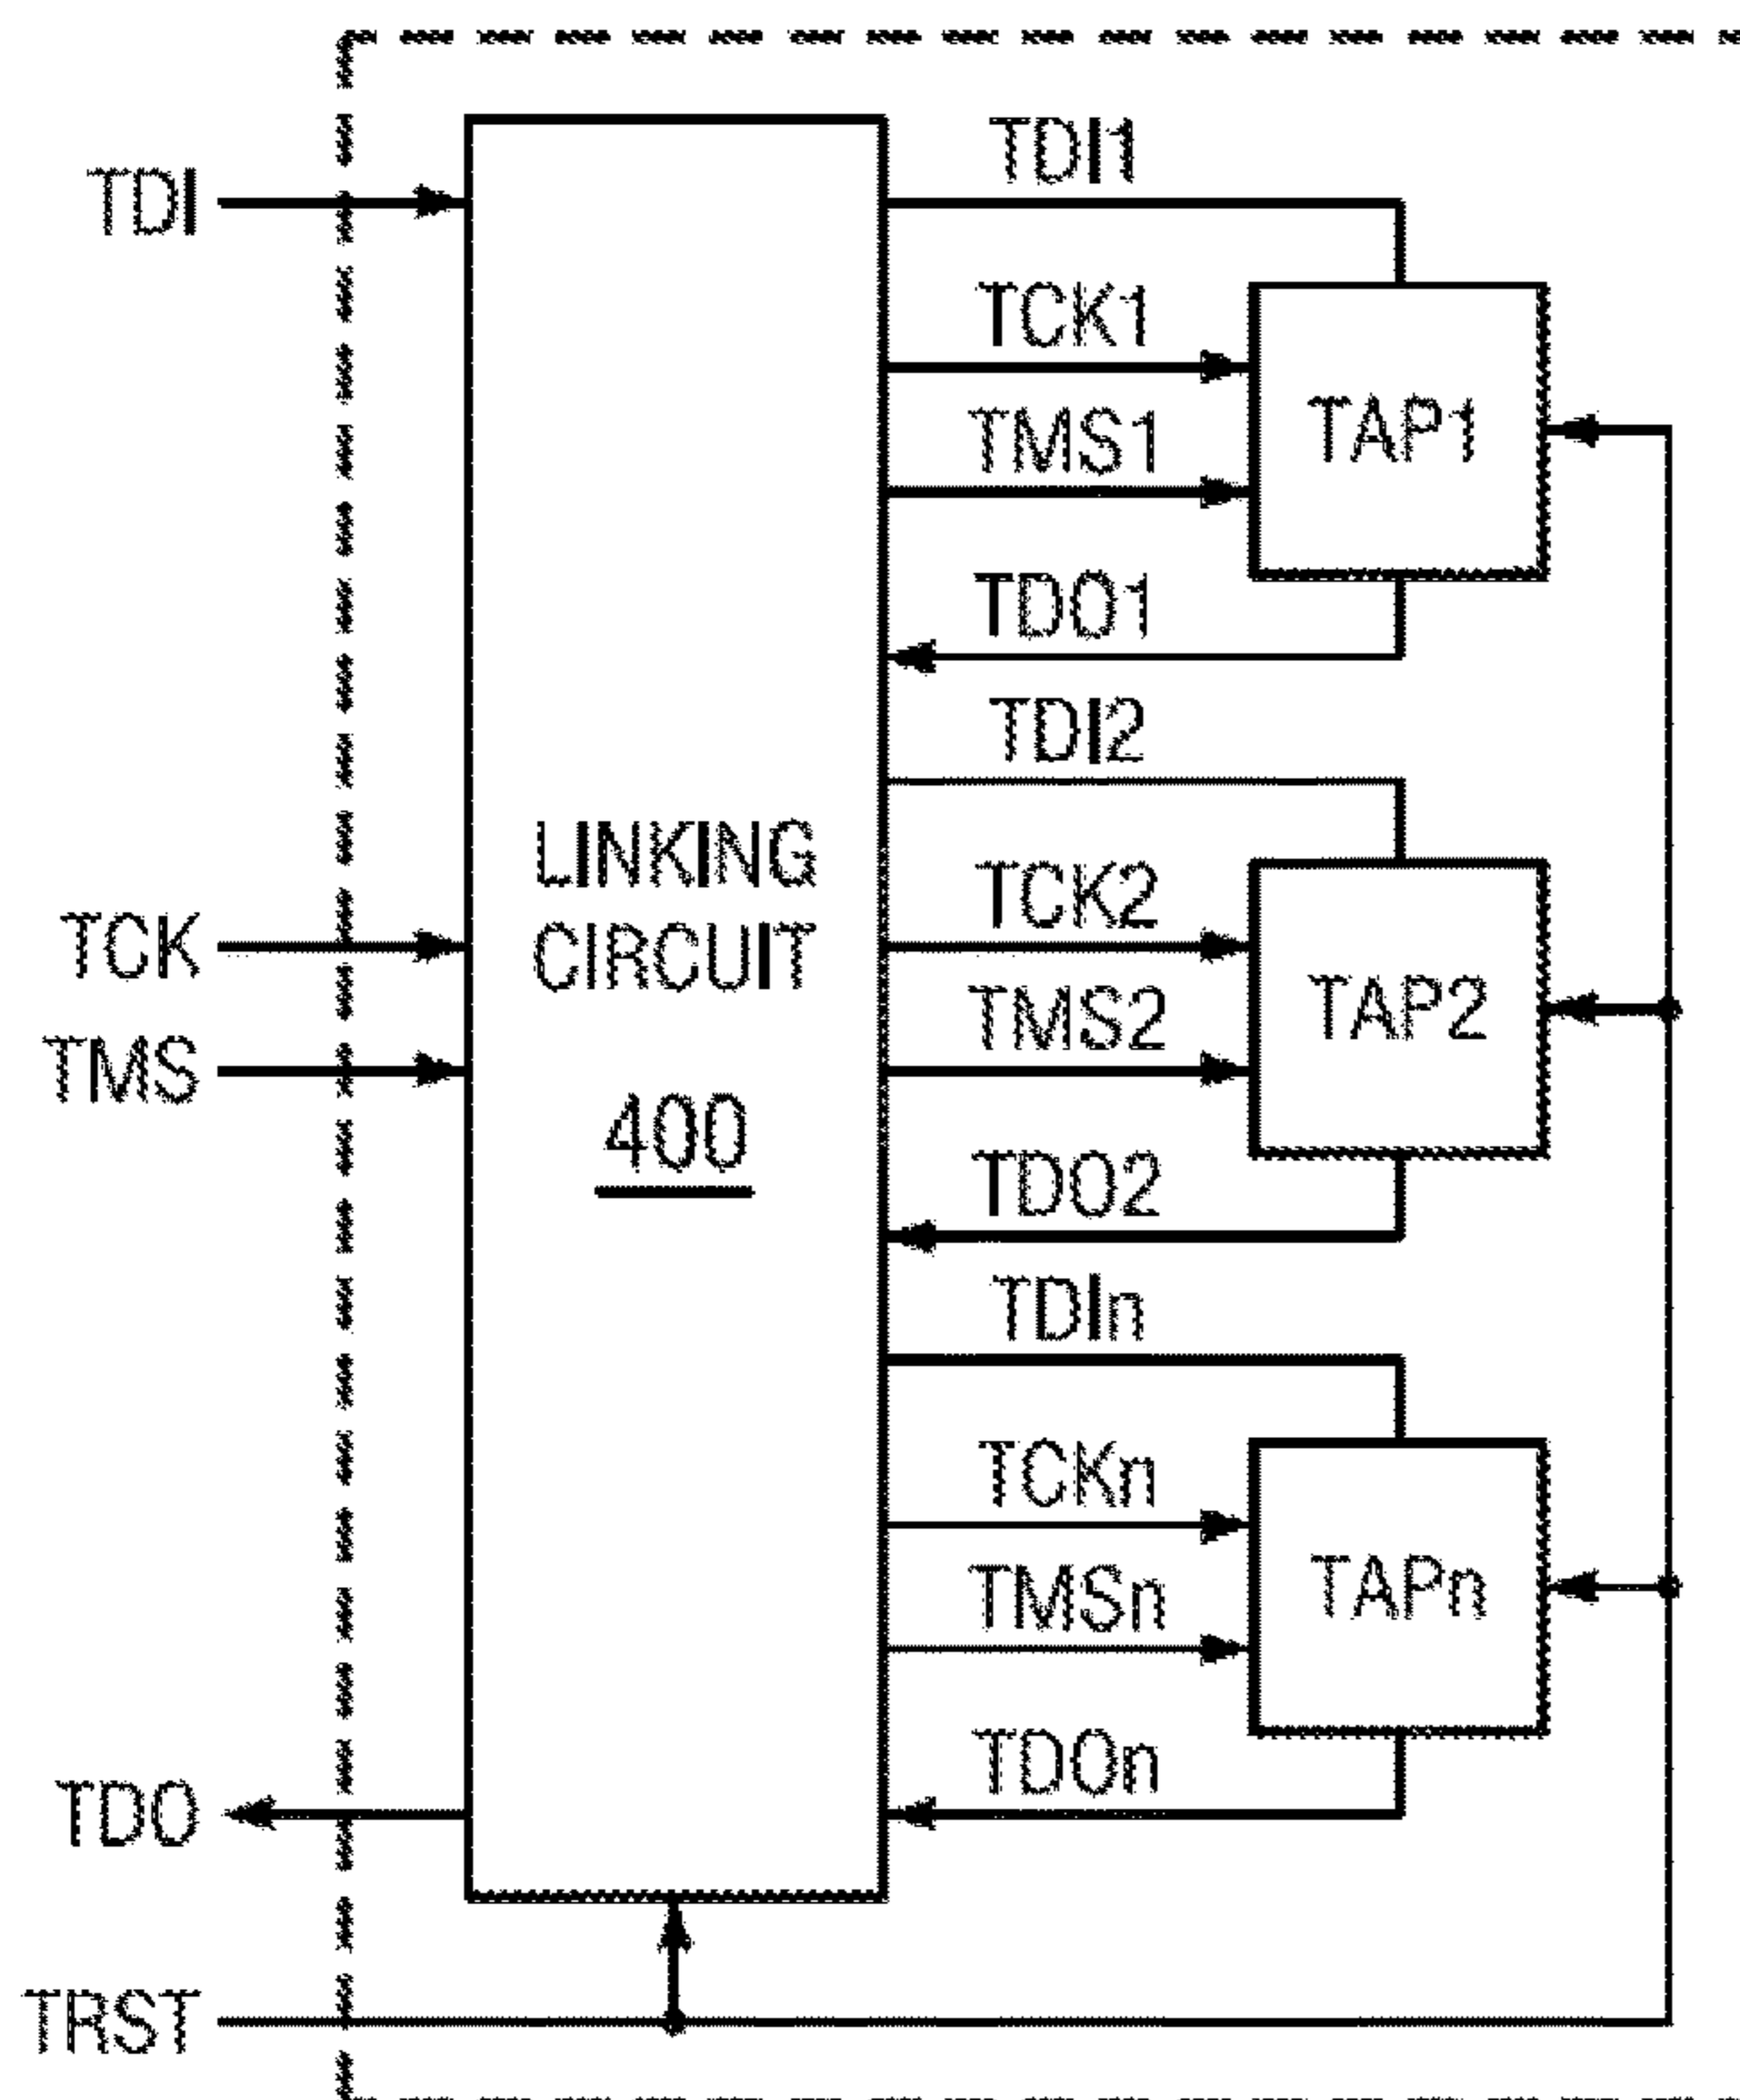 TDI
TCK
TMS
TDO
TRST
LINKING
CIRCUIT
400
TDI1
TCK1
TMS1
TDO1
TAP1
TDI2
TCK2
TMS2
TDO2
TAP2
TDIn
TCKn
TMSn
TDOn
TAPn